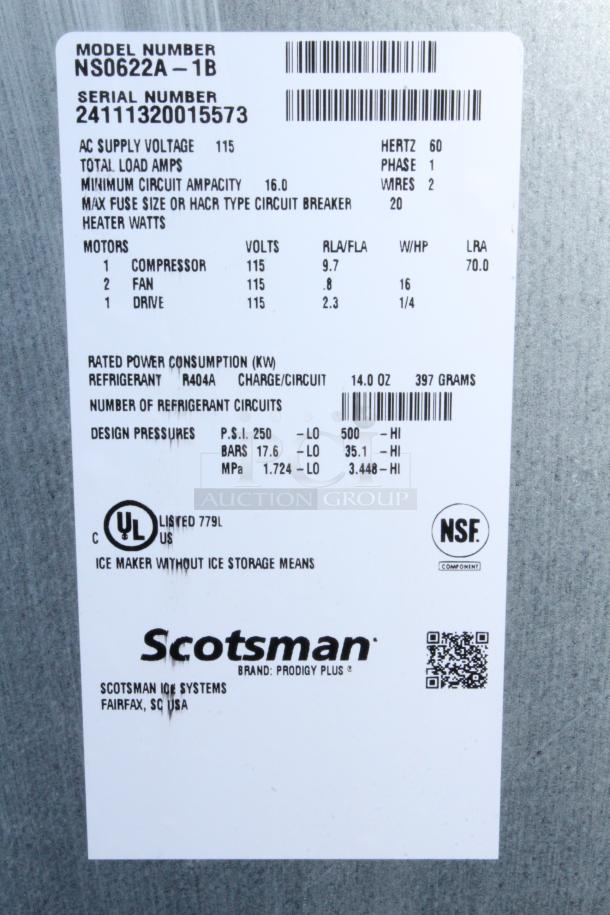 MODEL NUMBER
NS0622A-1B
SERIAL NUMBER
24111320015573
AC SUPPLY VOLTAGE 115 HERTZ 60
TOTAL LOAD AMPS PHASE 1
MINIMUM CIRCUIT AMPACITY 16.0 WIRES 2
MAX FUSE SIZE OR HACR TYPE CIRCUIT BREAKER 20
HEATER WATTS
MOTORS VOLTS RLA/FLA W/HP LRA
1 COMPRESSOR 115 9.7 70.0
2 FAN 115 .8 16
1 DRIVE 115 2.3 1/4
RATED POWER CONSUMPTION (KW)
REFRIGERANT R404A CHARGE/CIRCUIT 14.0 OZ 397 GRAMS
NUMBER OF REFRIGERANT CIRCUITS
DESIGN PRESSURES P.S.I. 250 -LO 500 -HI
BARS 17.6 -LO 35.1 -HI
MPa 1.724 -LO 3.448-HI
PCI
AUCTION GROUP
C UL LISTED 779L
US
NSF.
COMPONENT
ICE MAKER WITHOUT ICE STORAGE MEANS
Scotsman
BRAND: PRODIGY PLUS ®
SCOTSMAN ICE SYSTEMS
FAIRFAX, SC USA